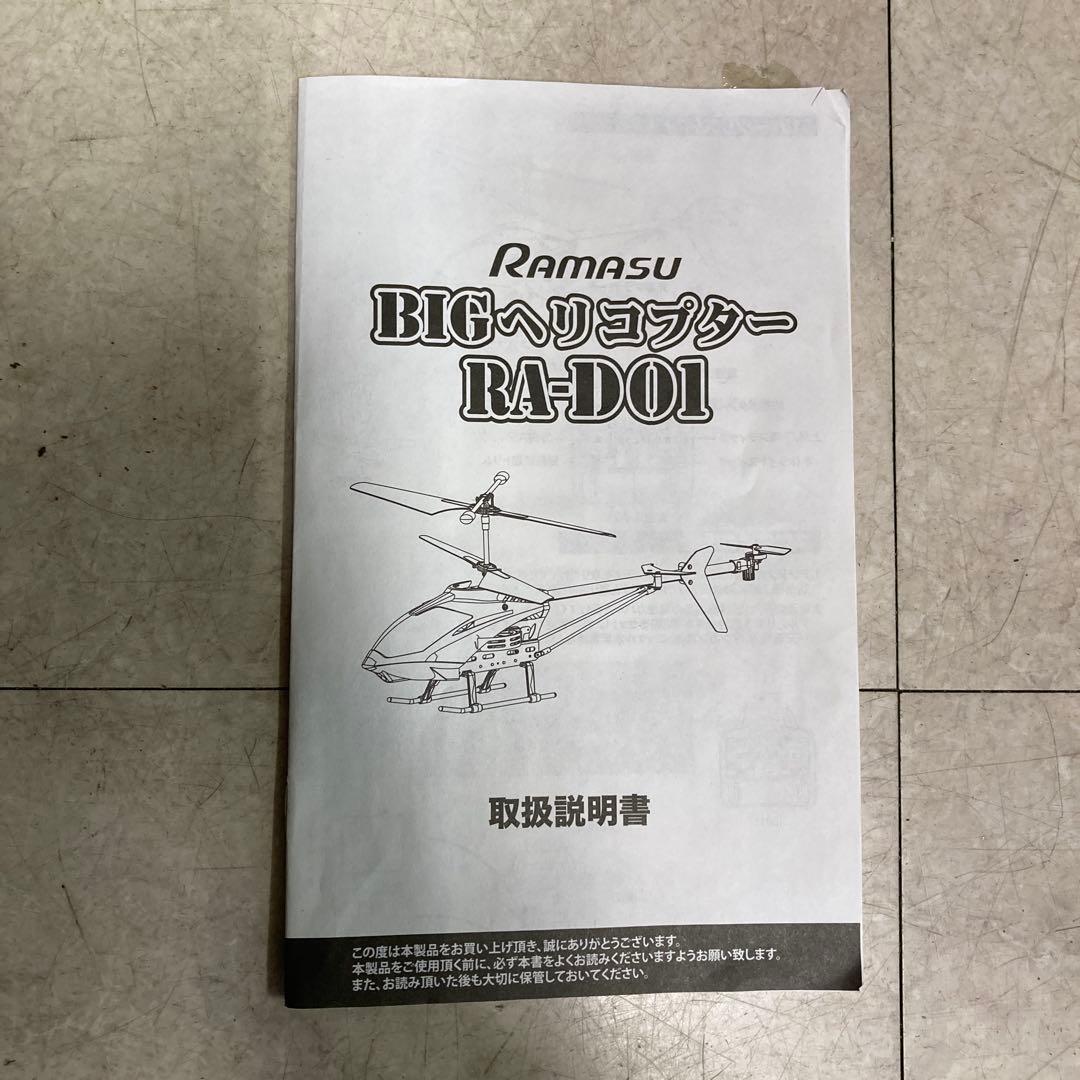 RAMASU
BIGヘリコプター
RA-D01
取扱説明書
この度は本製品をお買い上げ頂き、誠にありがとうございます。
本製品をご使用頂く前に、必ず本書をよくお読みくださいますようお願い致します。
また、お読み頂いた後も大切に保管しておいてください。